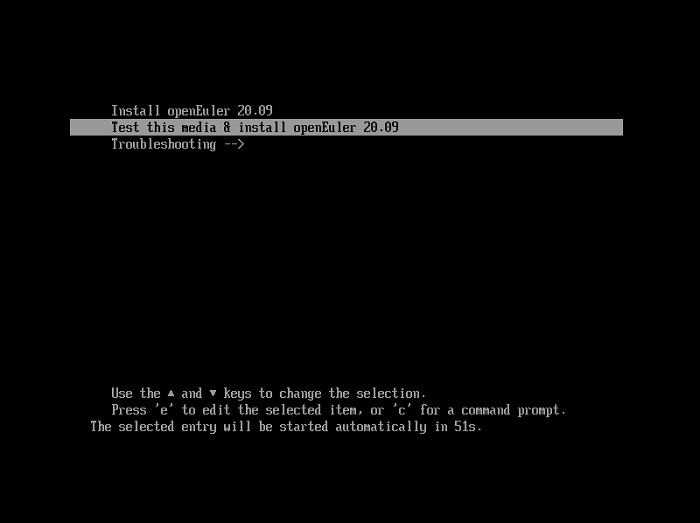 Install openEuler 20.09
Test this media & install openEuler 20.09
Troubleshooting -->
Use the ▲ and ▼ keys to change the selection.
Press 'e' to edit the selected item, or 'c' for a command prompt.
The selected entry will be started automatically in 51s.